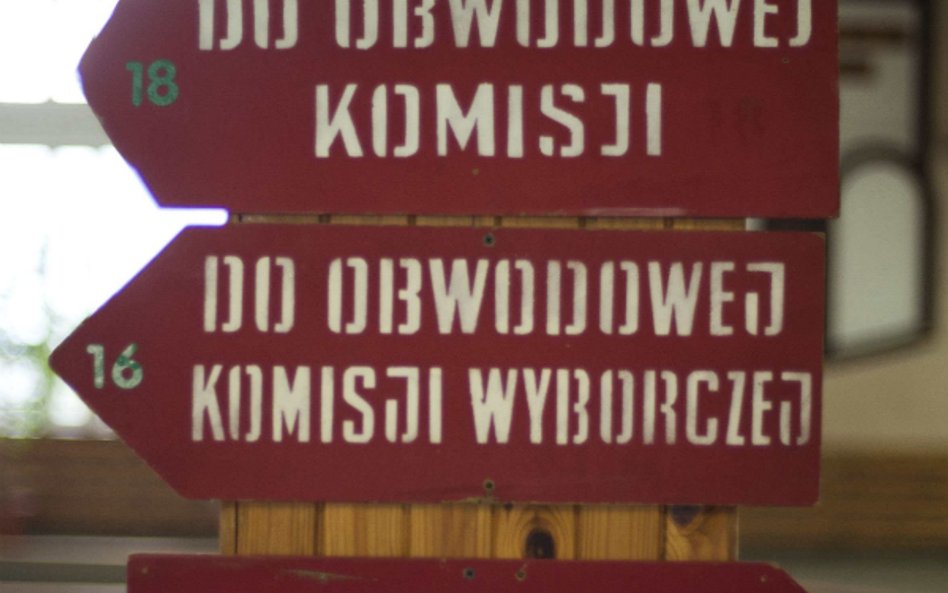 DO OBWODOWEJ
18
KOMISJI
DO OBWODOWEJ
16
KOMISJI WYBORCZEJ